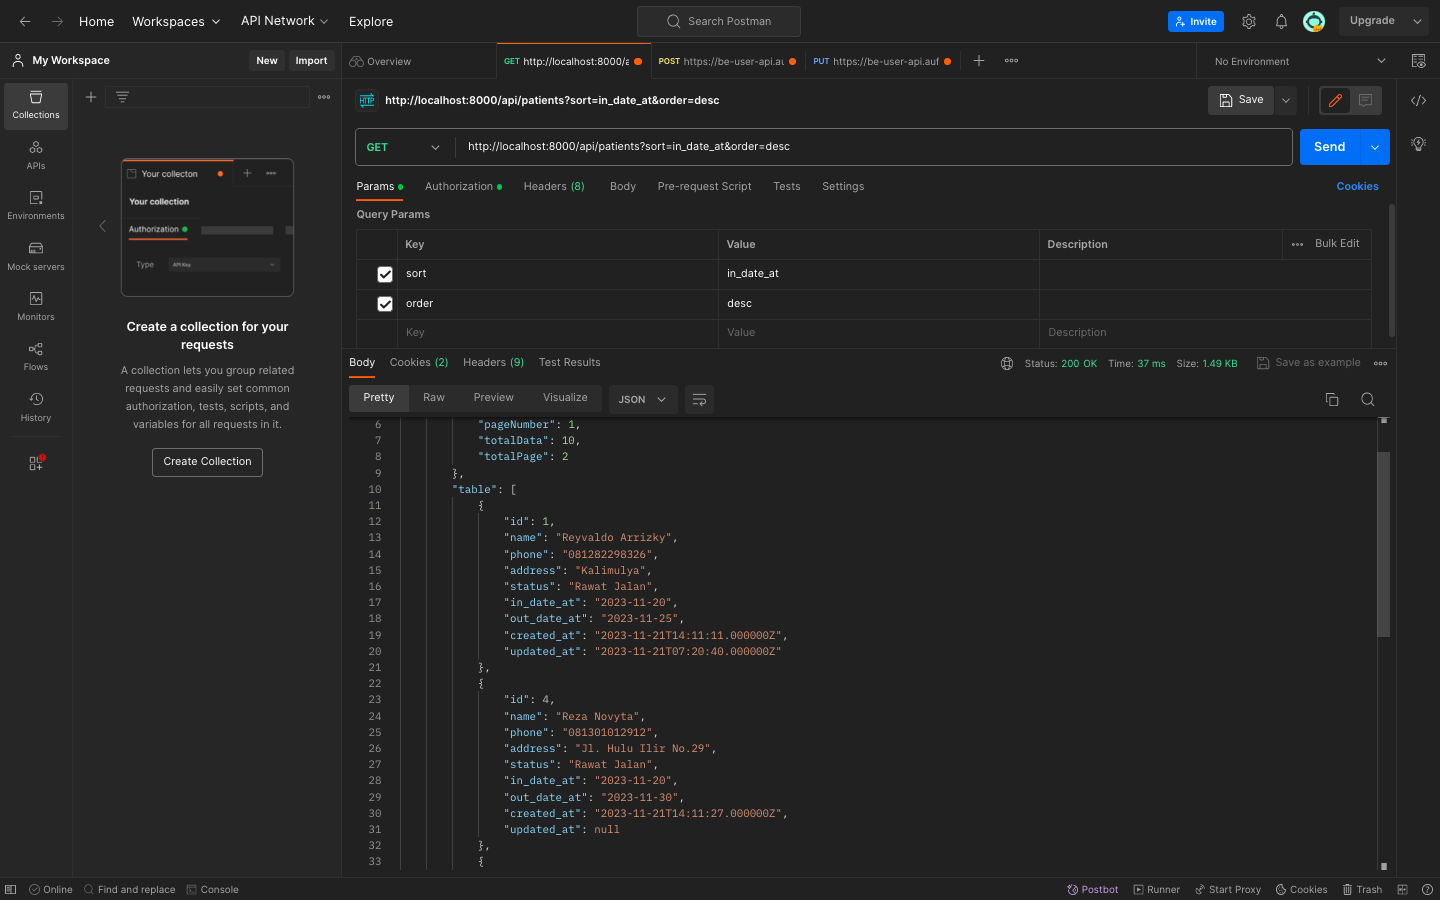 Home Workspaces API Network Explore Search Postman Invite Upgrade
My Workspace New Import Overview GET http://localhost:8000/a POST https://be-user-api.auf PUT https://be-user-api.auf No Environment
Collections
APIs
Environments
Mock servers
Monitors
Flows
History
Your collecton
Your collection
Authorization
Type API Key
Create a collection for your
requests
A collection lets you group related
requests and easily set common
authorization, tests, scripts, and
variables for all requests in it.
Create Collection
HTTP http://localhost:8000/api/patients?sort=in_date_at&order=desc Save
GET http://localhost:8000/api/patients?sort=in_date_at&order=desc Send
Params Authorization Headers (8) Body Pre-request Script Tests Settings Cookies
Query Params
Key Value Description Bulk Edit
sort in_date_at
order desc
Key Value Description
Body Cookies (2) Headers (9) Test Results Status: 200 OK Time: 37 ms Size: 1.49 KB Save as example
Pretty Raw Preview Visualize JSON
6 "pageNumber": 1,
7 "totalData": 10,
8 "totalPage": 2
9 },
10 "table": [
11 {
12 "id": 1,
13 "name": "Reyvaldo Arrizky",
14 "phone": "081282298326",
15 "address": "Kalimulya",
16 "status": "Rawat Jalan",
17 "in_date_at": "2023-11-20",
18 "out_date_at": "2023-11-25",
19 "created_at": "2023-11-21T14:11:11.000000Z",
20 "updated_at": "2023-11-21T07:20:40.000000Z"
21 },
22 {
23 "id": 4,
24 "name": "Reza Novyta",
25 "phone": "081301012912",
26 "address": "Jl. Hulu Ilir No.29",
27 "status": "Rawat Jalan",
28 "in_date_at": "2023-11-20",
29 "out_date_at": "2023-11-30",
30 "created_at": "2023-11-21T14:11:27.000000Z",
31 "updated_at": null
32 },
33 {
Online Find and replace Console Postbot Runner Start Proxy Cookies Trash